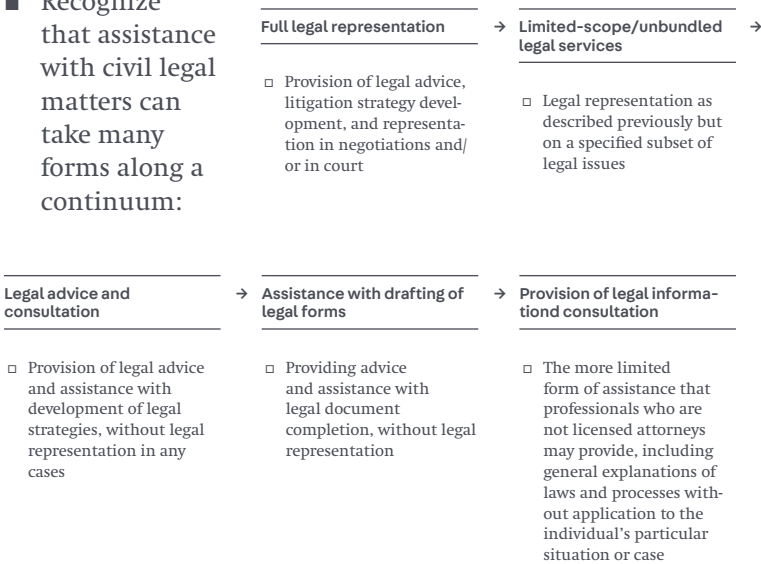 ■ Recognize
that assistance
with civil legal
matters can
take many
forms along a
continuum:
Full legal representation →
□ Provision of legal advice,
litigation strategy devel-
opment, and representa-
tion in negotiations and/
or in court
Limited-scope/unbundled →
legal services
□ Legal representation as
described previously but
on a specified subset of
legal issues
Legal advice and →
consultation
□ Provision of legal advice
and assistance with
development of legal
strategies, without legal
representation in any
cases
Assistance with drafting of →
legal forms
□ Providing advice
and assistance with
legal document
completion, without legal
representation
Provision of legal informa-
tiond consultation
□ The more limited
form of assistance that
professionals who are
not licensed attorneys
may provide, including
general explanations of
laws and processes with-
out application to the
individual’s particular
situation or case